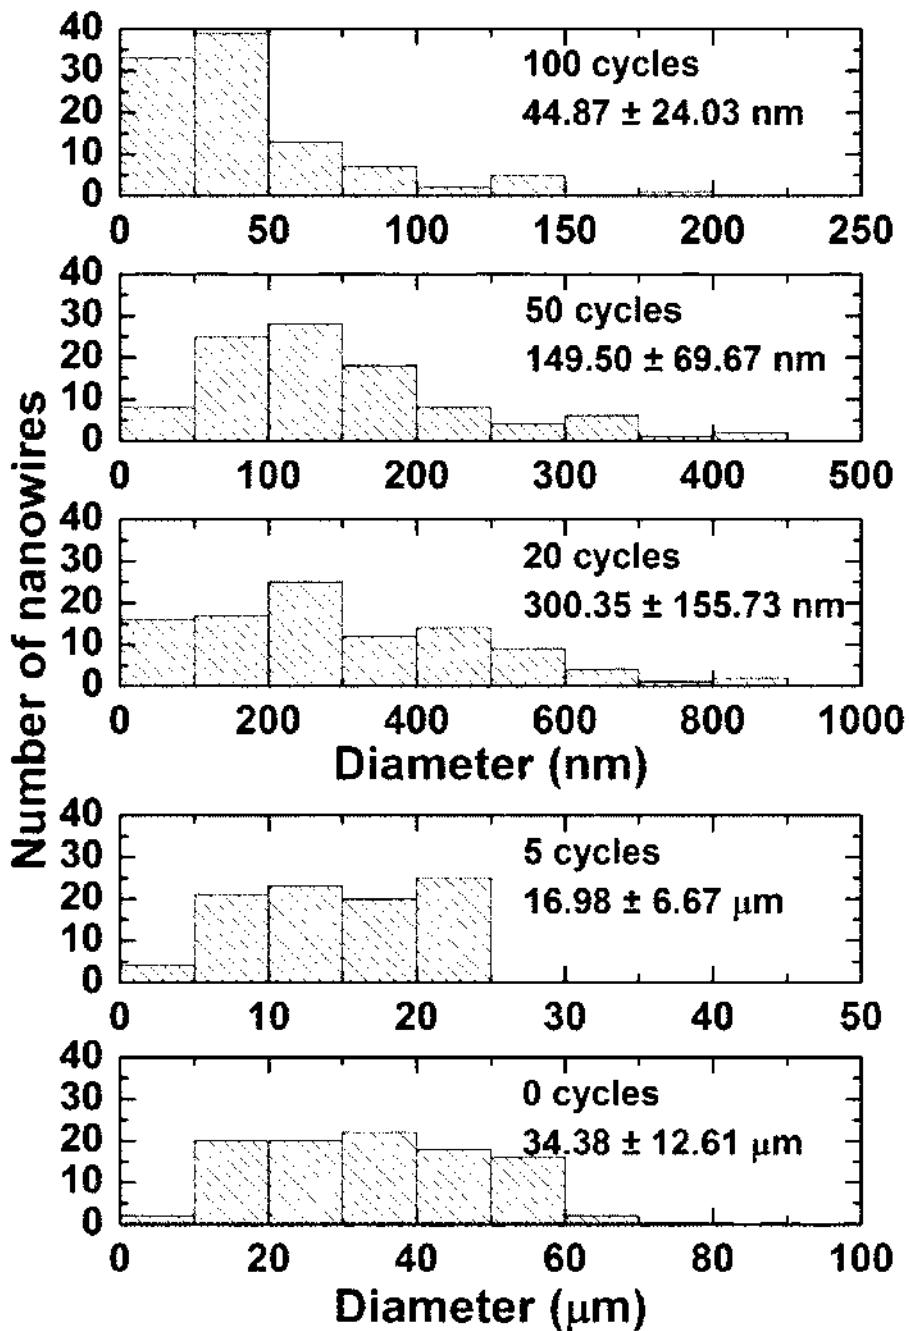 Number of nanowires
40
30
20
10
0
100 cycles
44.87 ± 24.03 nm
0 50 100 150 200 250
40
30
20
10
0
50 cycles
149.50 ± 69.67 nm
0 100 200 300 400 500
40
30
20
10
0
20 cycles
300.35 ± 155.73 nm
0 200 400 600 800 1000
Diameter (nm)
40
30
20
10
0
5 cycles
16.98 ± 6.67 μm
0 10 20 30 40 50
40
30
20
10
0
0 cycles
34.38 ± 12.61 μm
0 20 40 60 80 100
Diameter (μm)